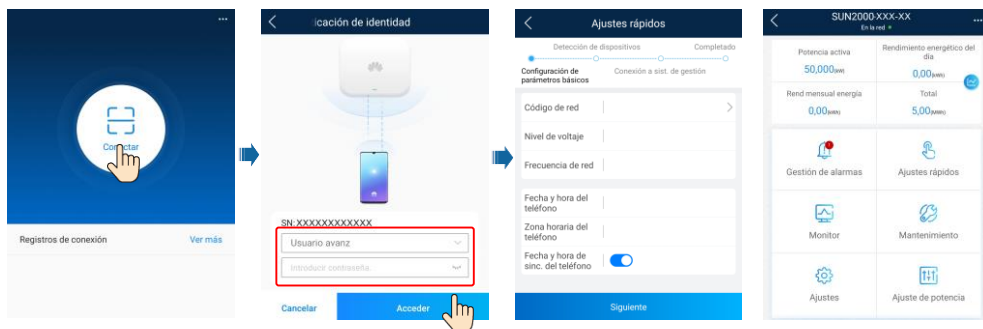 Conectar
Registros de conexión Ver más
icación de identidad
SN:XXXXXXXXXXXX
Usuario avanz
Introducir contraseña
Cancelar Acceder
Ajustes rápidos
Detección de dispositivos Completado
Configuración de
parámetros básicos
Conexión a sist. de gestión
Código de red
Nivel de voltaje
Frecuencia de red
Fecha y hora del
teléfono
Zona horaria del
teléfono
Fecha y hora de
sinc. del teléfono
Siguiente
SUN2000-XXX-XX
En la red
Potencia activa
50,000(kW)
Rendimiento energético del
día
0,00(kWh)
Rend mensual energía
0,00(kWh)
Total
5,00(MWh)
Gestión de alarmas Ajustes rápidos
Monitor Mantenimiento
Ajustes Ajuste de potencia